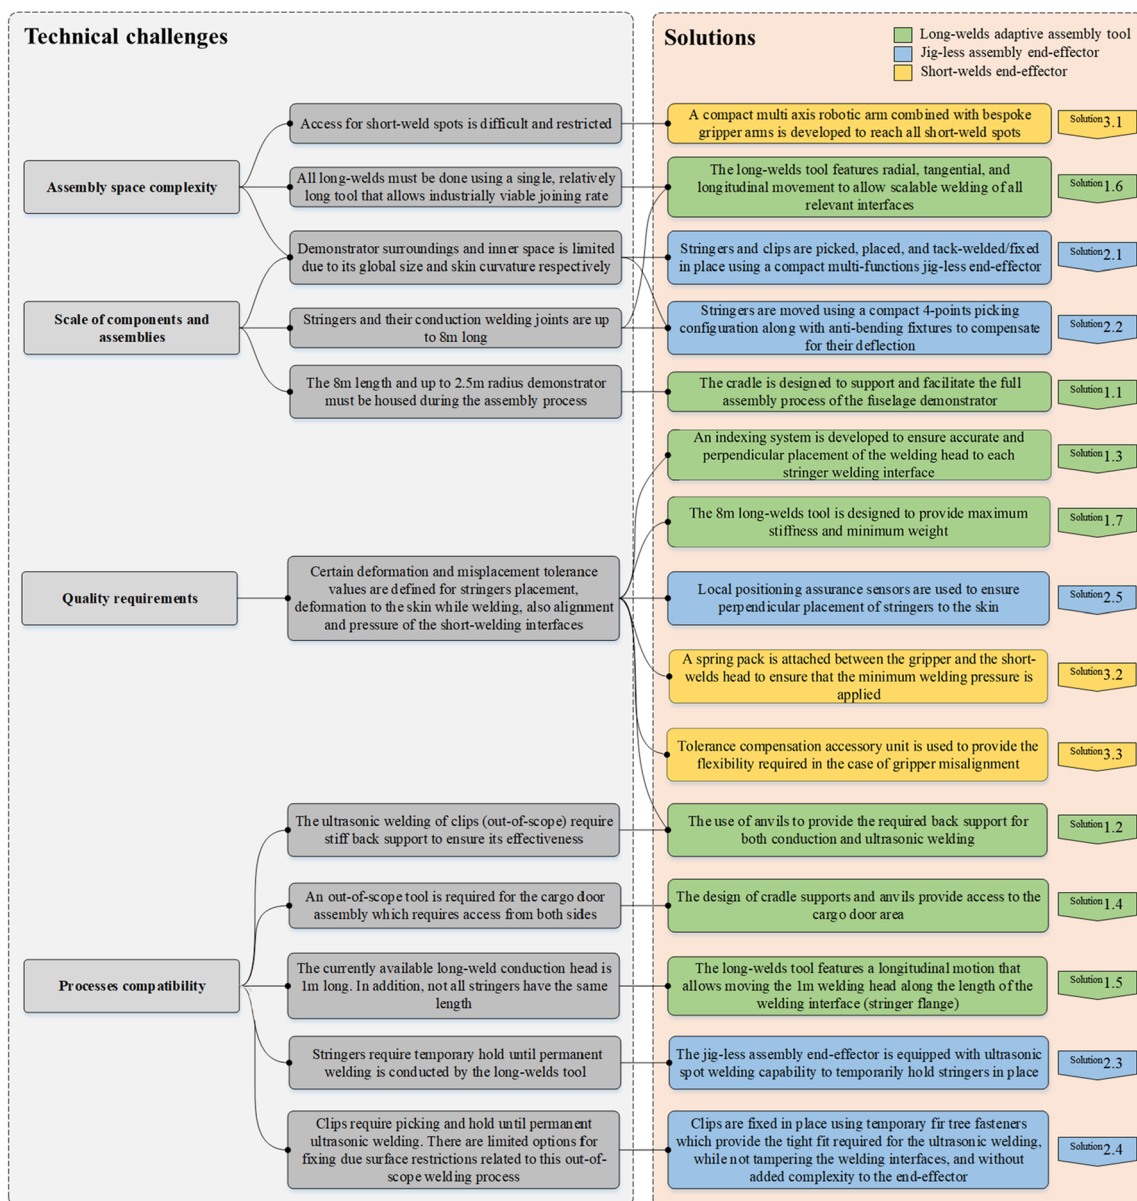 Technical challenges
Solutions
Long-welds adaptive assembly tool
Jig-less assembly end-effector
Short-welds end-effector
Assembly space complexity
Access for short-weld spots is difficult and restricted
A compact multi axis robotic arm combined with bespoke
gripper arms is developed to reach all short-weld spots
Solution 3.1
All long-welds must be done using a single, relatively
long tool that allows industrially viable joining rate
The long-welds tool features radial, tangential, and
longitudinal movement to allow scalable welding of all
relevant interfaces
Solution 1.6
Demonstrator surroundings and inner space is limited
due to its global size and skin curvature respectively
Stringers and clips are picked, placed, and tack-welded/fixed
in place using a compact multi-functions jig-less end-effector
Solution 2.1
Scale of components and
assemblies
Stringers and their conduction welding joints are up
to 8m long
Stringers are moved using a compact 4-points picking
configuration along with anti-bending fixtures to compensate
for their deflection
Solution 2.2
The 8m length and up to 2.5m radius demonstrator
must be housed during the assembly process
The cradle is designed to support and facilitate the full
assembly process of the fuselage demonstrator
Solution 1.1
An indexing system is developed to ensure accurate and
perpendicular placement of the welding head to each
stringer welding interface
Solution 1.3
The 8m long-welds tool is designed to provide maximum
stiffness and minimum weight
Solution 1.7
Quality requirements
Certain deformation and misplacement tolerance
values are defined for stringers placement,
deformation to the skin while welding, also alignment
and pressure of the short-welding interfaces
Local positioning assurance sensors are used to ensure
perpendicular placement of stringers to the skin
Solution 2.5
A spring pack is attached between the gripper and the short-
welds head to ensure that the minimum welding pressure is
applied
Solution 3.2
Tolerance compensation accessory unit is used to provide the
flexibility required in the case of gripper misalignment
Solution 3.3
The ultrasonic welding of clips (out-of-scope) require
stiff back support to ensure its effectiveness
The use of anvils to provide the required back support for
both conduction and ultrasonic welding
Solution 1.2
An out-of-scope tool is required for the cargo door
assembly which requires access from both sides
The design of cradle supports and anvils provide access to the
cargo door area
Solution 1.4
Processes compatibility
The currently available long-weld conduction head is
1m long. In addition, not all stringers have the same
length
The long-welds tool features a longitudinal motion that
allows moving the 1m welding head along the length of the
welding interface (stringer flange)
Solution 1.5
Stringers require temporary hold until permanent
welding is conducted by the long-welds tool
The jig-less assembly end-effector is equipped with ultrasonic
spot welding capability to temporarily hold stringers in place
Solution 2.3
Clips require picking and hold until permanent
ultrasonic welding. There are limited options for
fixing due surface restrictions related to this out-of-
scope welding process
Clips are fixed in place using temporary fir tree fasteners
which provide the tight fit required for the ultrasonic welding,
while not tampering the welding interfaces, and without
added complexity to the end-effector
Solution 2.4